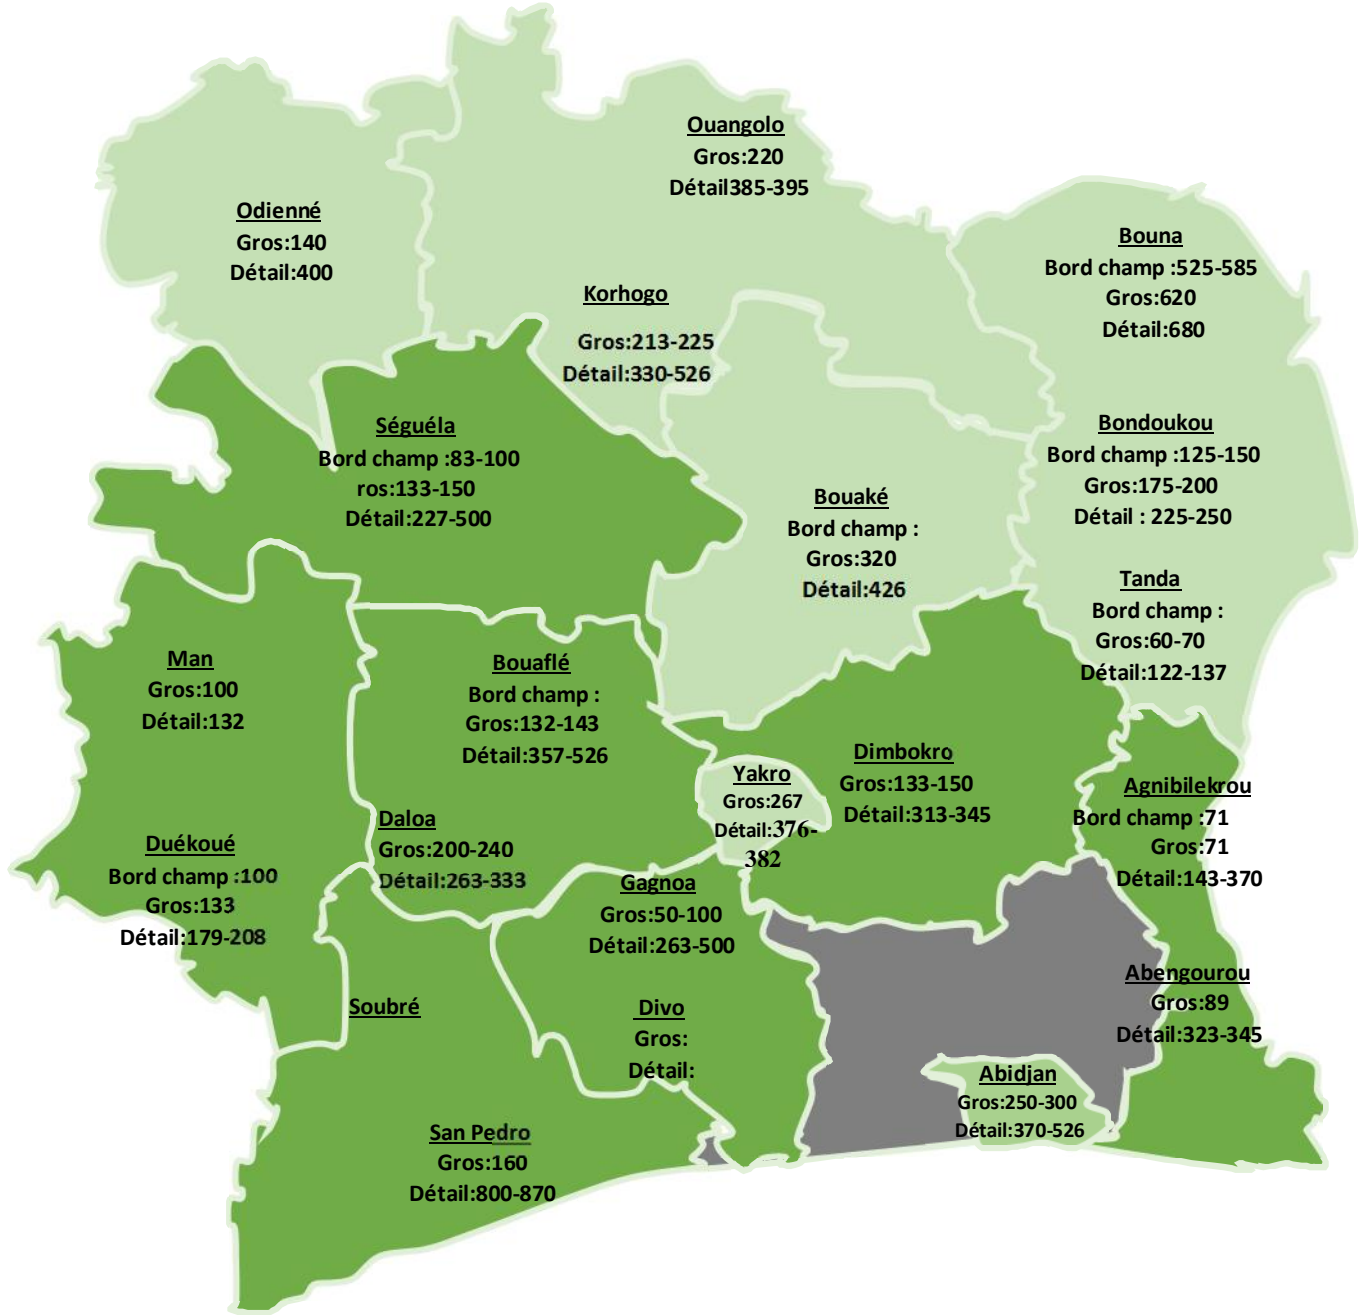 Ouangolo
Gros:220
Détail385-395
Odienné
Gros:140
Détail:400
Bouna
Bord champ :525-585
Gros:620
Détail:680
Korhogo
Gros:213-225
Détail:330-526
Séguéla
Bord champ :83-100
ros:133-150
Détail:227-500
Bondoukou
Bord champ :125-150
Gros:175-200
Détail : 225-250
Bouaké
Bord champ :
Gros:320
Détail:426
Tanda
Bord champ :
Gros:60-70
Détail:122-137
Man
Gros:100
Détail:132
Bouaflé
Bord champ :
Gros:132-143
Détail:357-526
Dimbokro
Gros:133-150
Détail:313-345
Yakro
Gros:267
Détail:376-
382
Agnibilekrou
Bord champ :71
Gros:71
Détail:143-370
Daloa
Gros:200-240
Détail:263-333
Duékoué
Bord champ :100
Gros:133
Détail:179-208
Gagnoa
Gros:50-100
Détail:263-500
Abengourou
Gros:89
Détail:323-345
Soubré
Divo
Gros:
Détail:
Abidjan
Gros:250-300
Détail:370-526
San Pedro
Gros:160
Détail:800-870